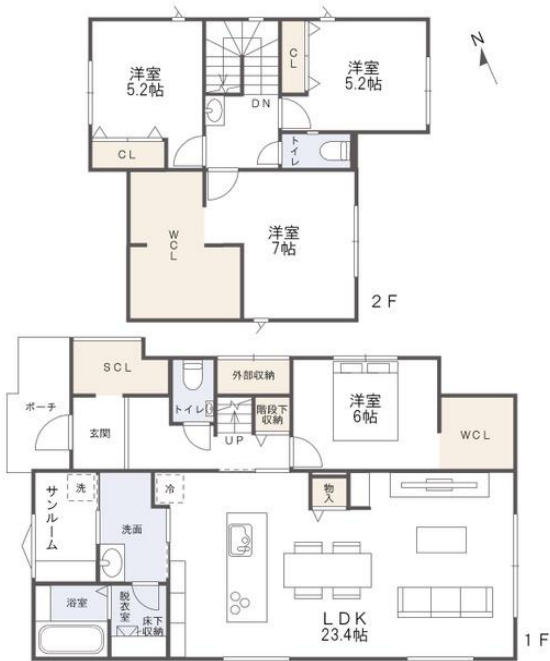 N
洋室
5.2帖
CL
洋室
5.2帖
DN
CL
トイレ
WCL
洋室
7帖
2F
SCL
外部収納
ポーチ
玄関
トイレ
UP
階段下
収納
洋室
6帖
WCL
サンルーム
洗
冷
物入
洗面
浴室
脱衣室
床下
収納
LDK
23.4帖
1F